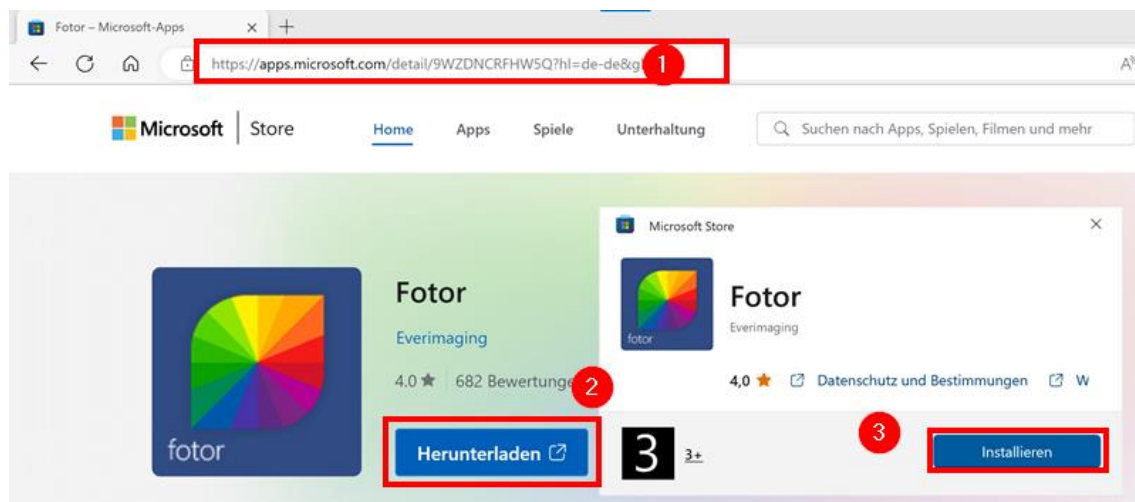 Fotor – Microsoft-Apps
https://apps.microsoft.com/detail/9WZDNCRFHW5Q?hl=de-de&gl
1
A
Microsoft Store Home Apps Spiele Unterhaltung Suchen nach Apps, Spielen, Filmen und mehr
Microsoft Store
Fotor
Everimaging
4.0 682 Bewertunge
2
Herunterladen
fotor
fotor
Fotor
Everimaging
4,0 Datenschutz und Bestimmungen W
3
3 3+
Installieren